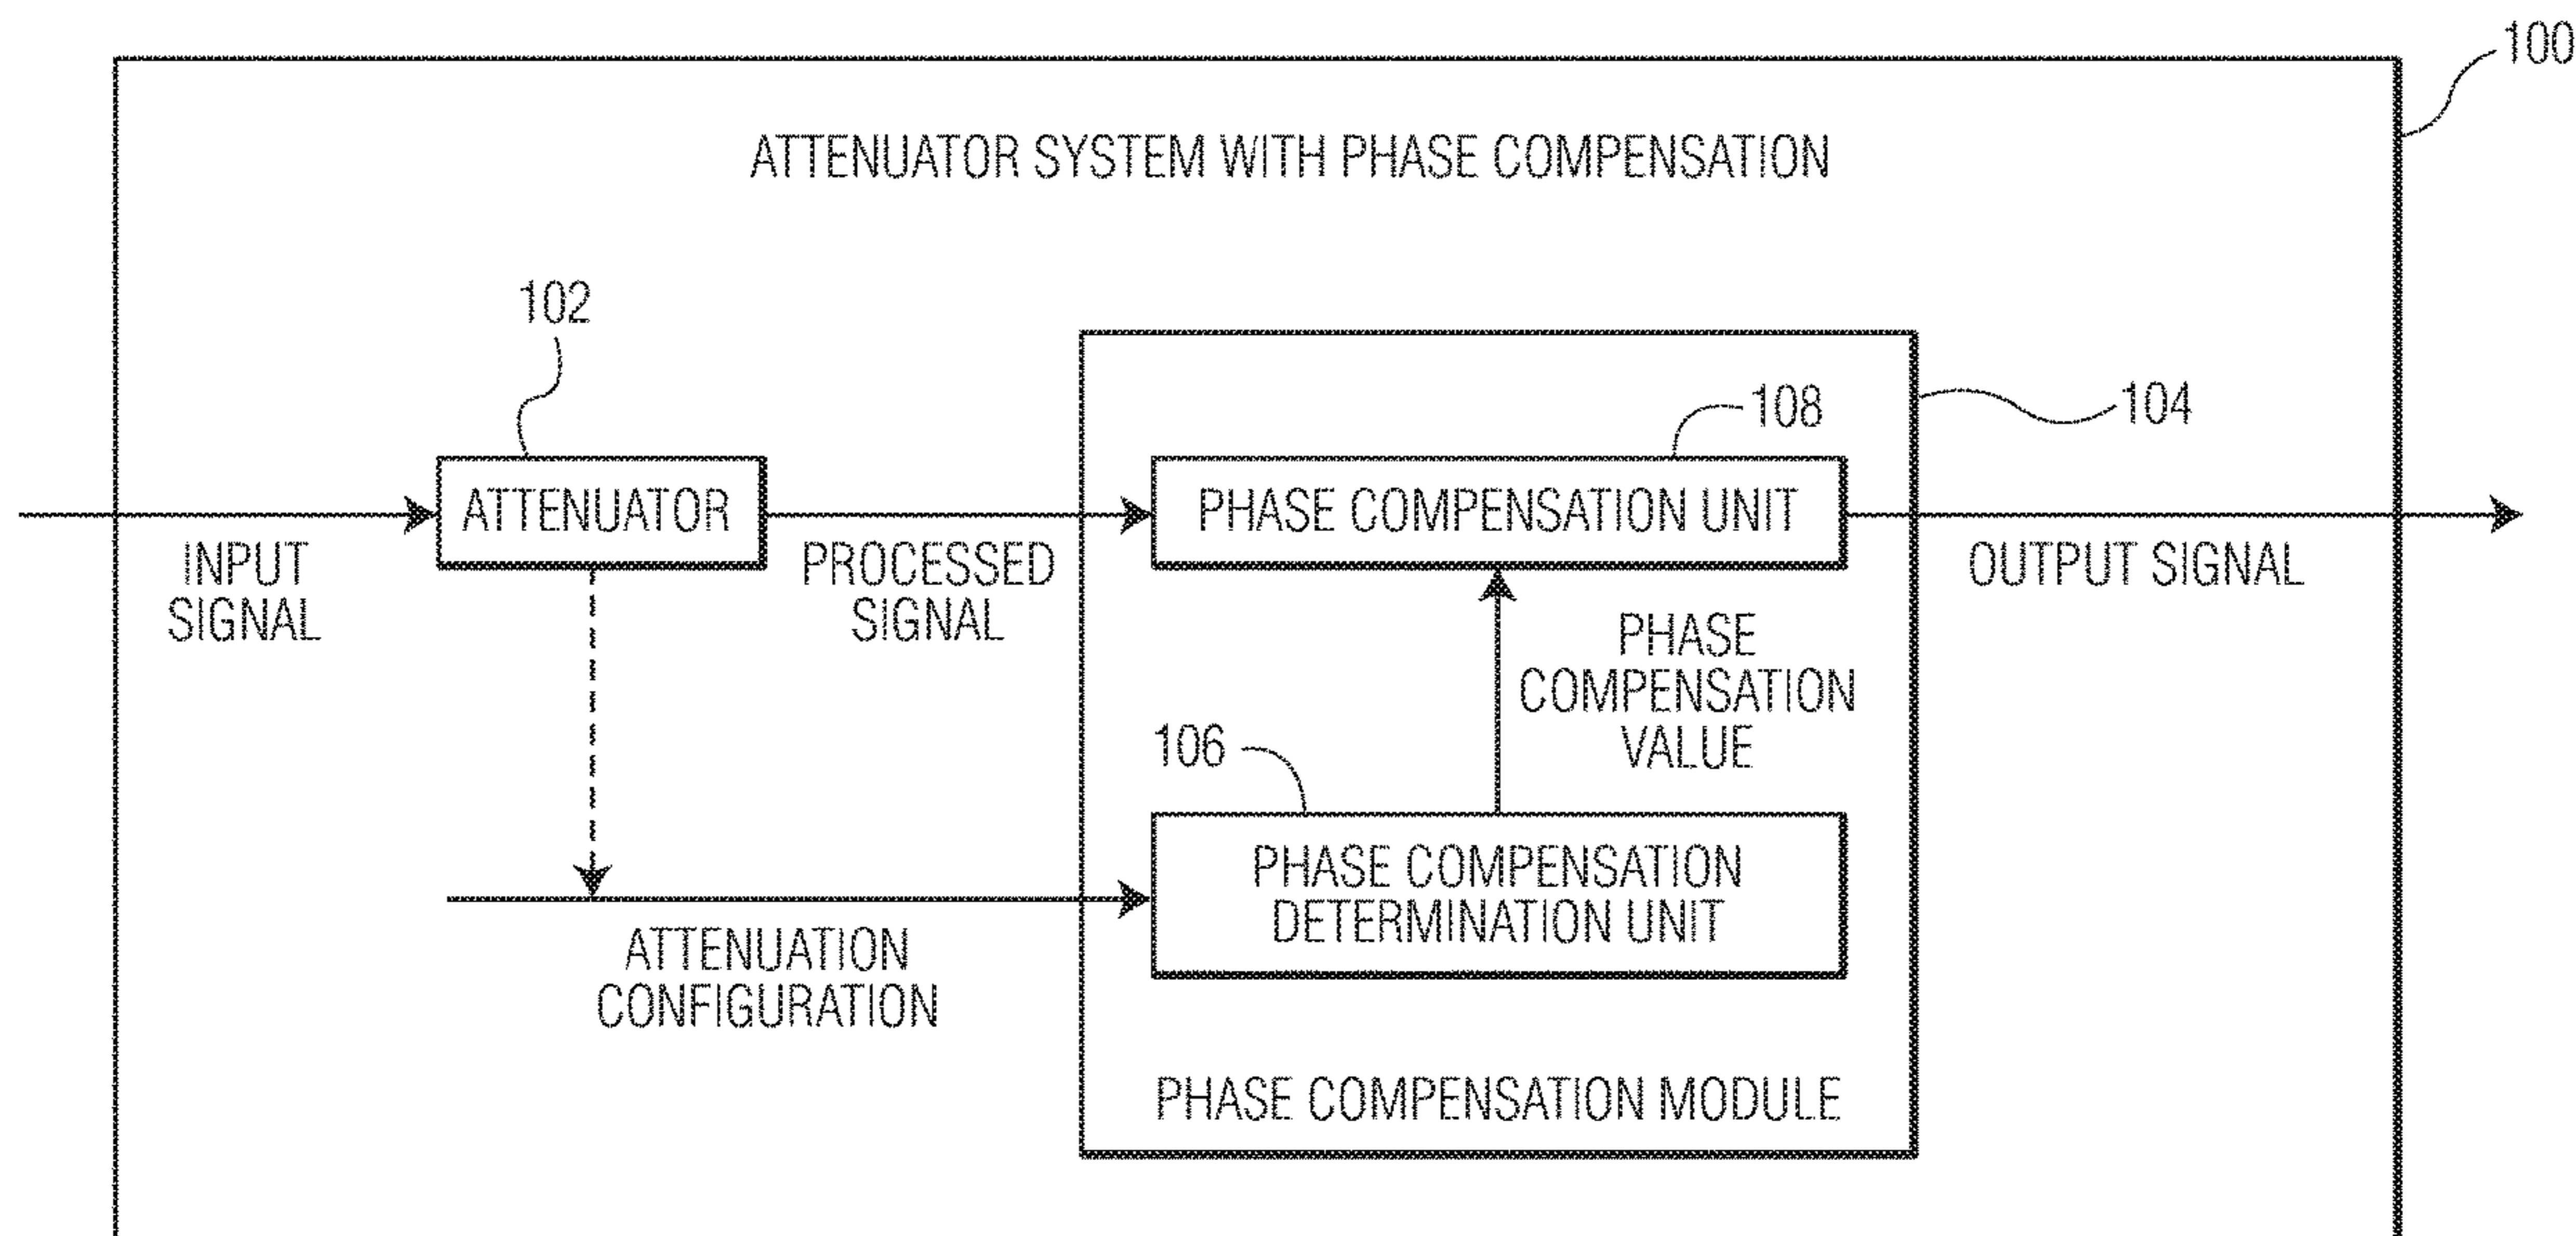 100
ATTENUATOR SYSTEM WITH PHASE COMPENSATION
102
108
104
ATTENUATOR
PHASE COMPENSATION UNIT
INPUT
SIGNAL
PROCESSED
SIGNAL
OUTPUT SIGNAL
PHASE
COMPENSATION
VALUE
106
PHASE COMPENSATION
DETERMINATION UNIT
ATTENUATION
CONFIGURATION
PHASE COMPENSATION MODULE